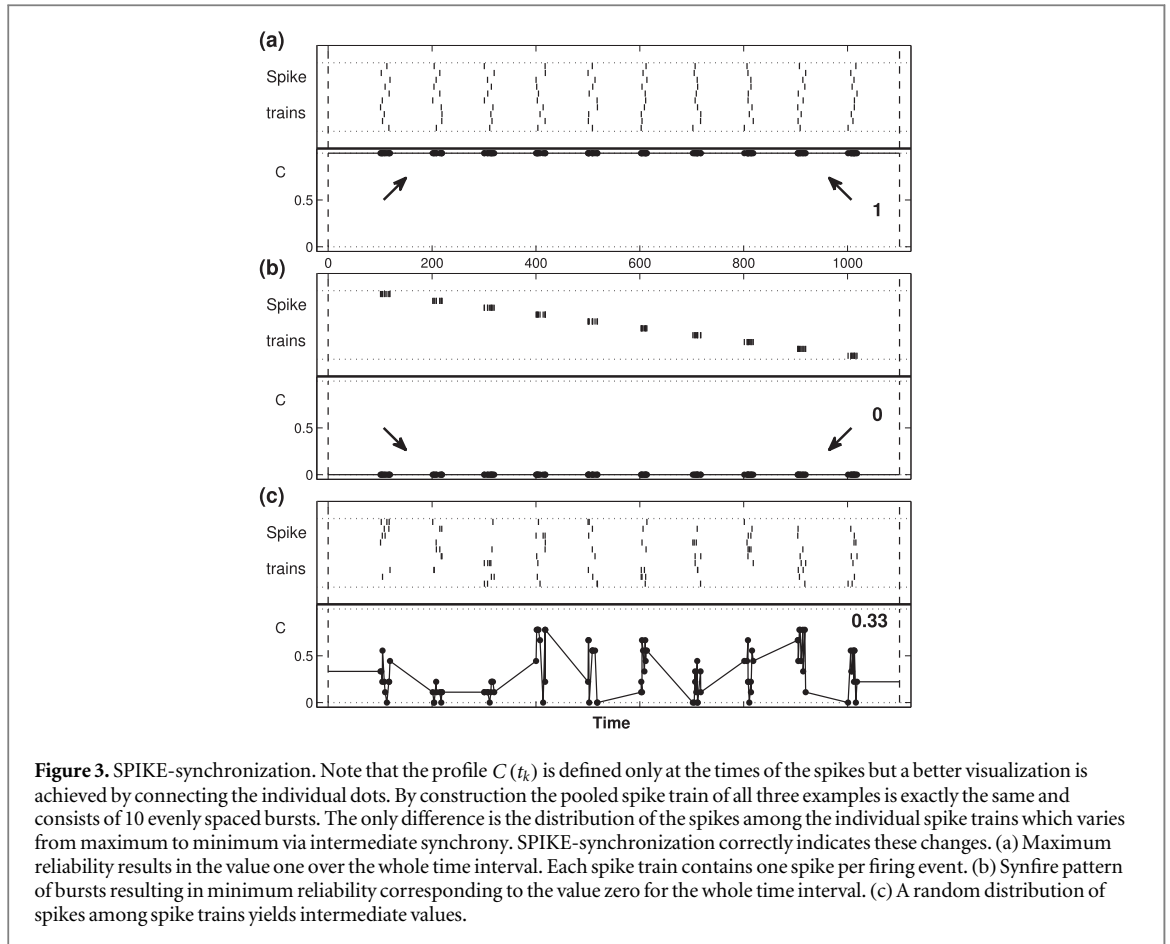 (a)
Spike
trains
C
0.5
0
1
0 200 400 600 800 1000
(b)
Spike
trains
C
0.5
0
0
(c)
Spike
trains
C
0.5
0
0.33
Time
Figure 3. SPIKE-synchronization. Note that the profile C(tₖ) is defined only at the times of the spikes but a better visualization is
achieved by connecting the individual dots. By construction the pooled spike train of all three examples is exactly the same and
consists of 10 evenly spaced bursts. The only difference is the distribution of the spikes among the individual spike trains which varies
from maximum to minimum via intermediate synchrony. SPIKE-synchronization correctly indicates these changes. (a) Maximum
reliability results in the value one over the whole time interval. Each spike train contains one spike per firing event. (b) Synfire pattern
of bursts resulting in minimum reliability corresponding to the value zero for the whole time interval. (c) A random distribution of
spikes among spike trains yields intermediate values.